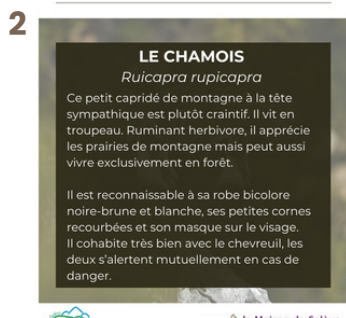 2
LE CHAMOIS
Ruicapra rupicapra
Ce petit capridé de montagne à la tête
sympathique est plutôt craintif. Il vit en
troupeau. Ruminant herbivore, il apprécie
les prairies de montagne mais peut aussi
vivre exclusivement en forêt.
Il est reconnaissable à sa robe bicolore
noire-brune et blanche, ses petites cornes
recourbées et son masque sur le visage.
Il cohabite très bien avec le chevreuil, les
deux s'alertent mutuellement en cas de
danger.